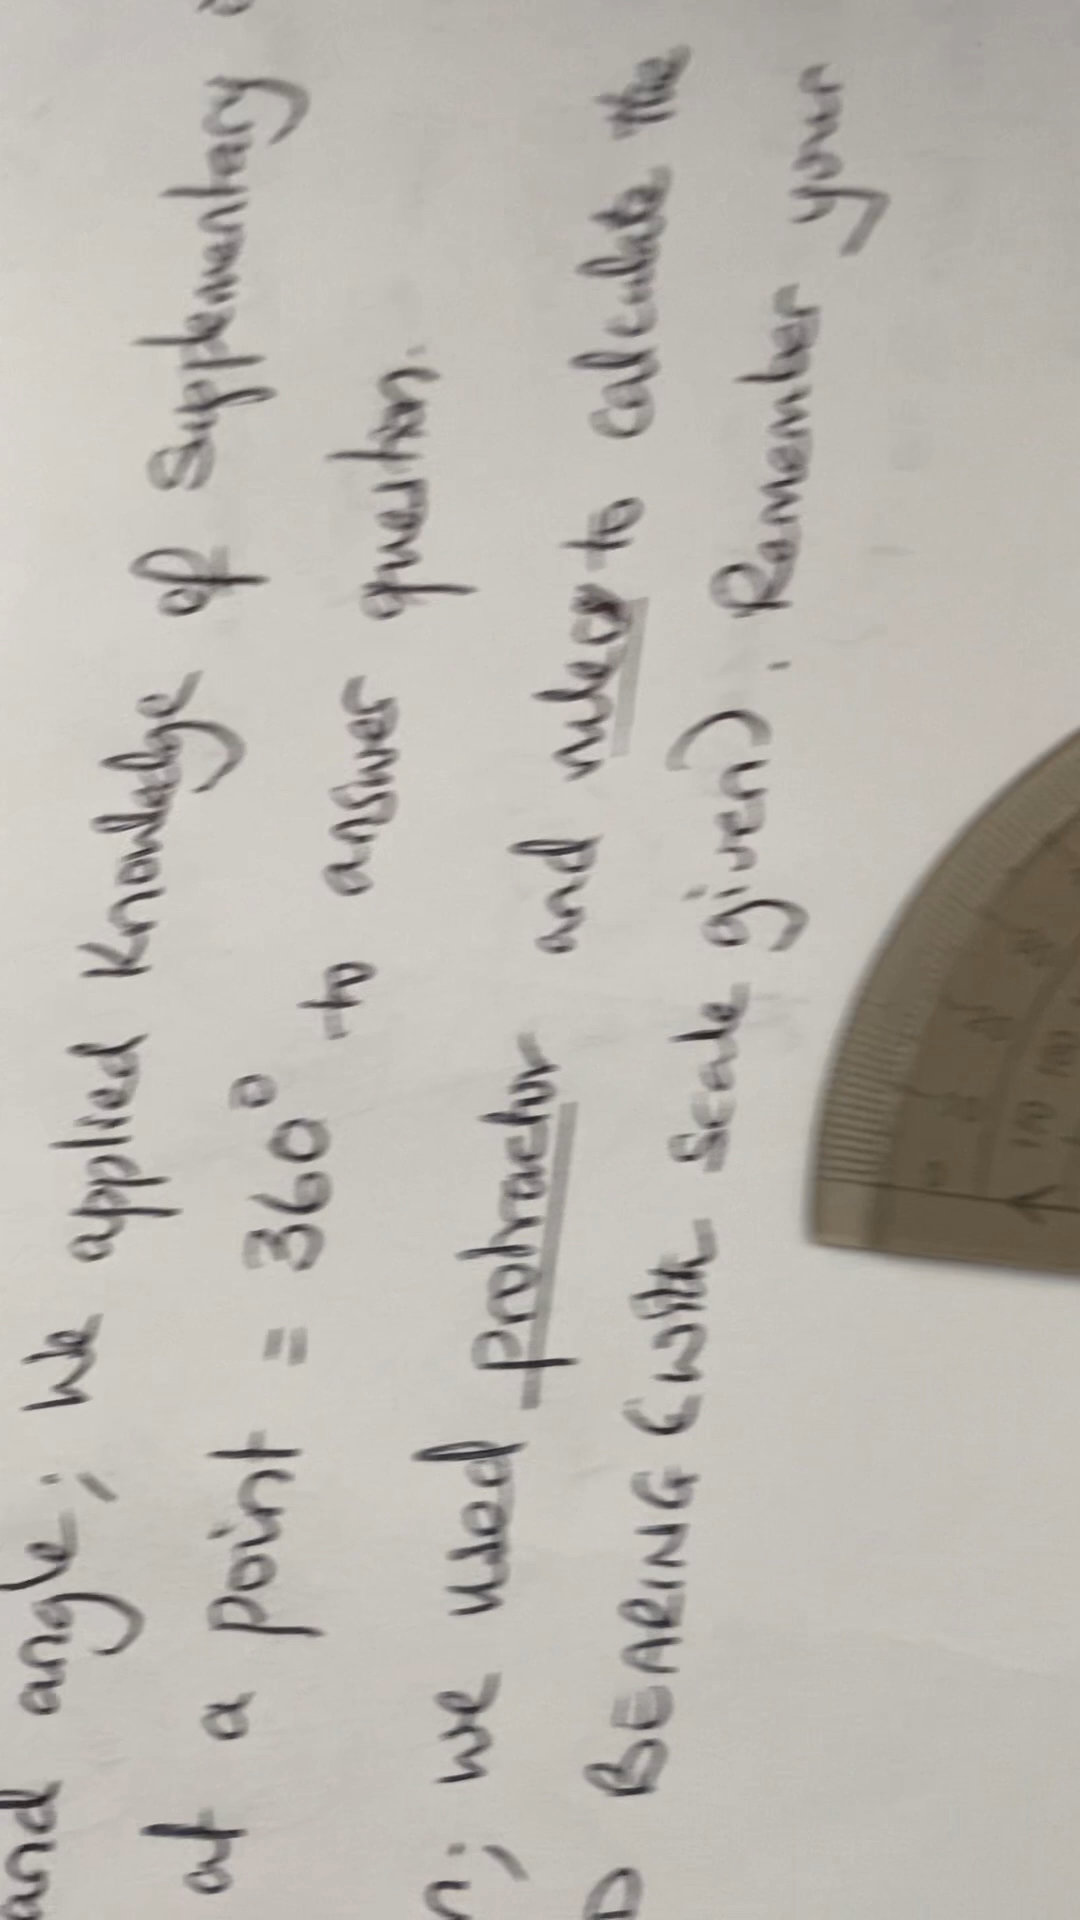 and angle; we applied knowledge of supplementary
at a point = 360° to answer question.
n; we used protractor and ruler to calculate the
D BEARING (with scale given). Remember your